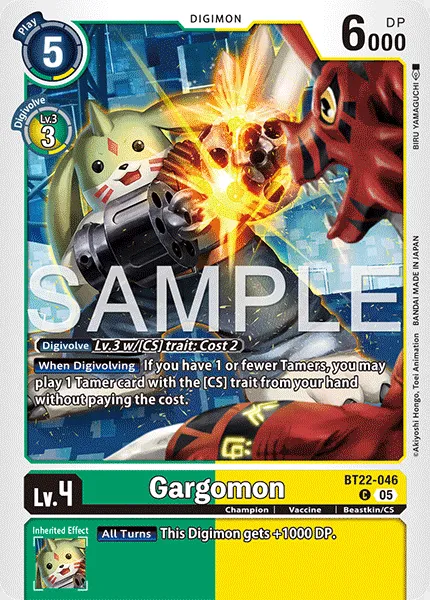 Play
5
DIGIMON
DP
6000
Digivolve
Lv.3
3
BIRU YAMAGUCHI
SAMPLE
©Akiyoshi Hongo, Toei Animation BANDAI MADE IN JAPAN
Digivolve Lv.3 w/[CS] trait: Cost 2
When Digivolving If you have 1 or fewer Tamers, you may
play 1 Tamer card with the [CS] trait from your hand
without paying the cost.
BT22-046
Lv.4
Gargomon
C 05
Champion | Vaccine | Beastkin/CS
Inherited Effect
All Turns This Digimon gets +1000 DP.